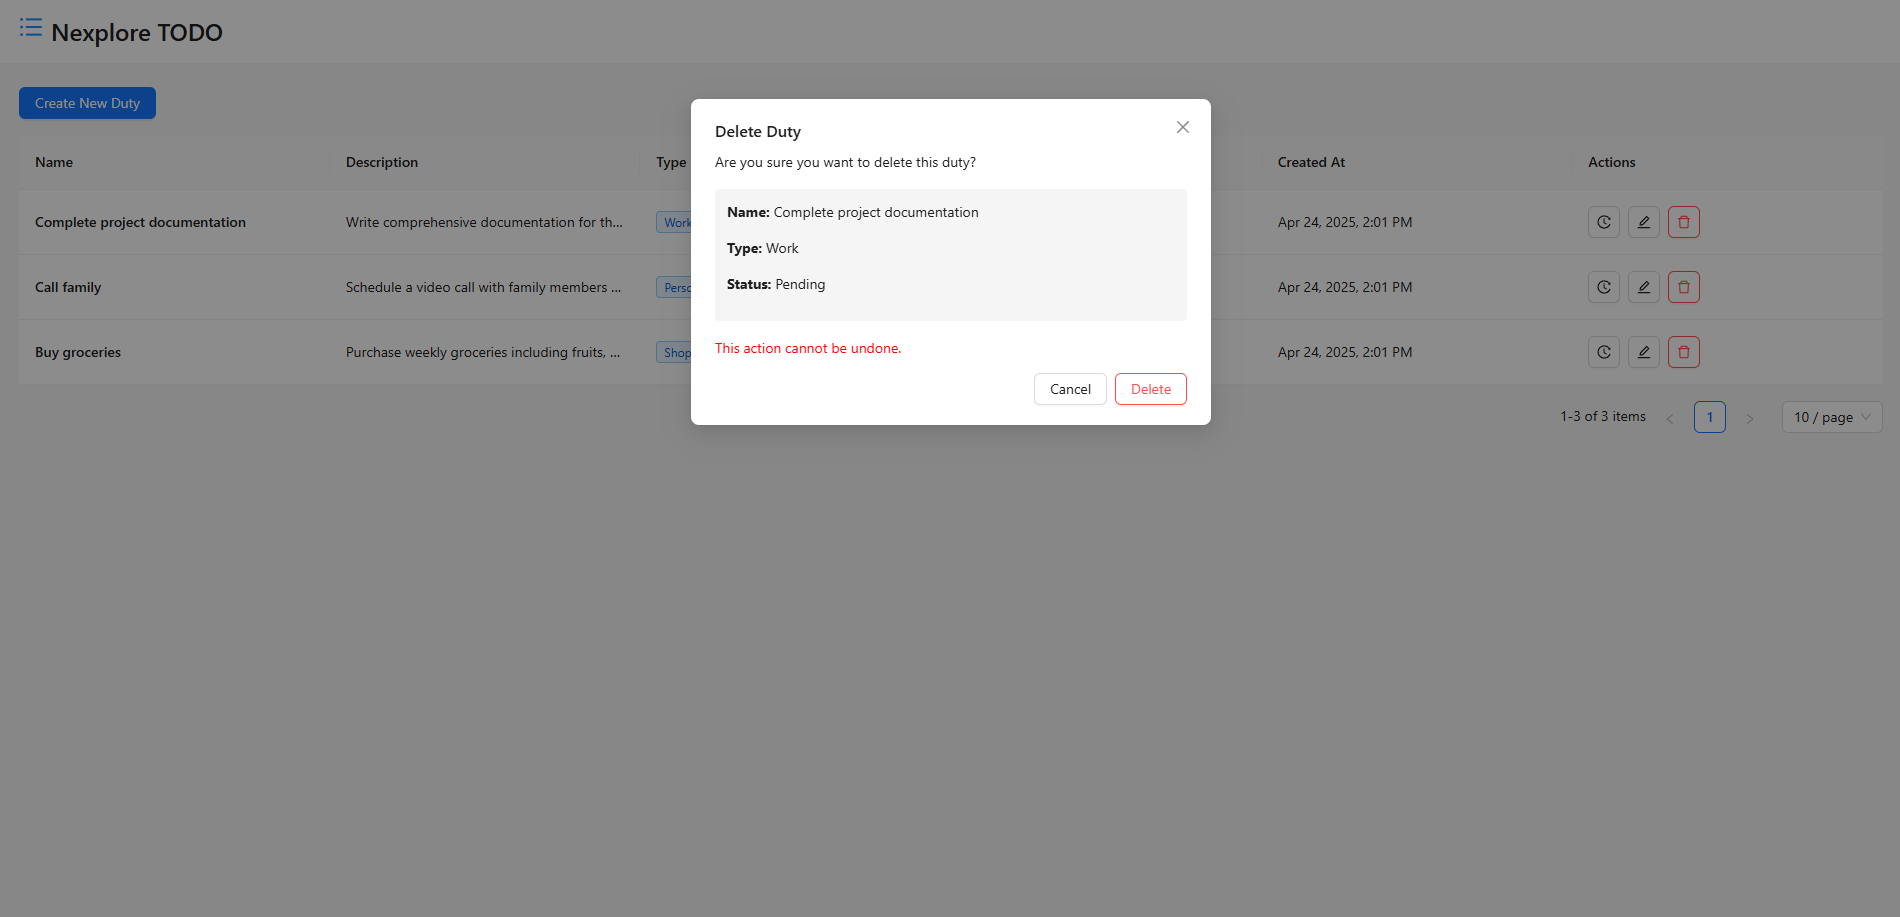 Nexplore TODO
Create New Duty
Name Description Type Created At Actions
Complete project documentation Write comprehensive documentation for th... Work Apr 24, 2025, 2:01 PM
Call family Schedule a video call with family members ... Perso Apr 24, 2025, 2:01 PM
Buy groceries Purchase weekly groceries including fruits, ... Shop Apr 24, 2025, 2:01 PM
1-3 of 3 items < 1 > 10 / page
Delete Duty
Are you sure you want to delete this duty?
Name: Complete project documentation
Type: Work
Status: Pending
This action cannot be undone.
Cancel Delete